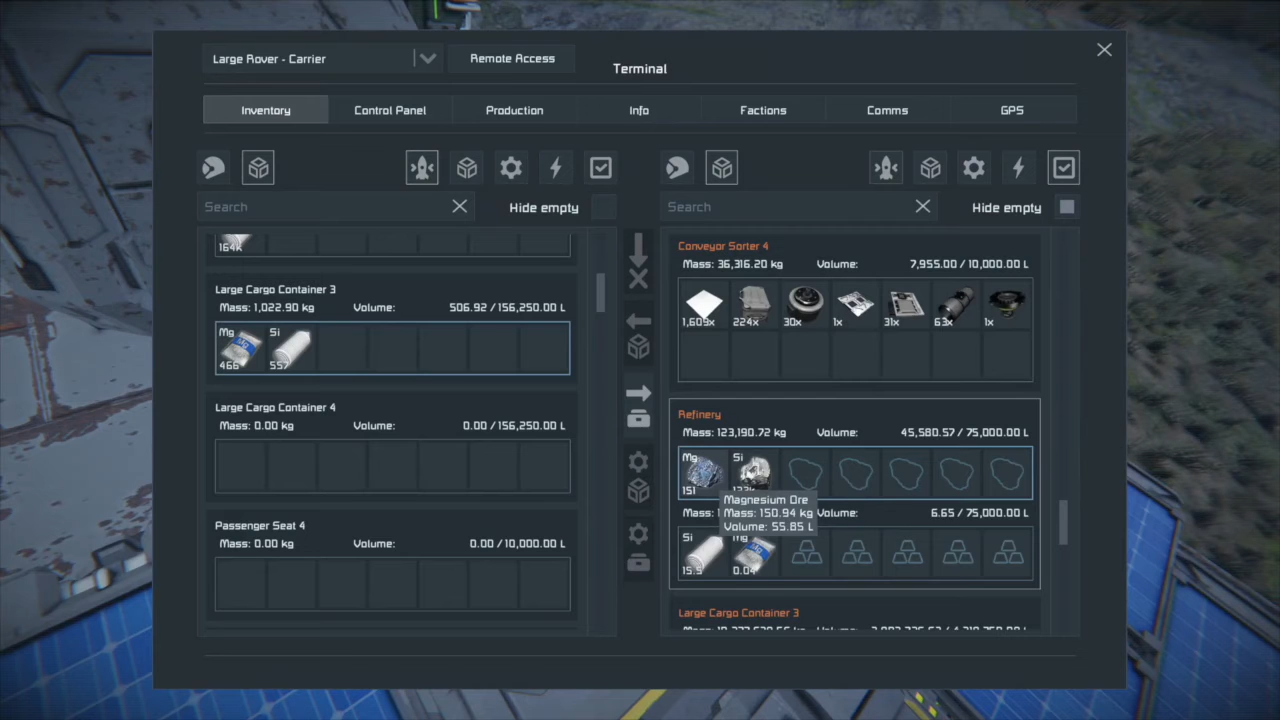 Large Rover - Carrier
Remote Access
Terminal
Inventory
Control Panel
Production
Info
Factions
Comms
GPS
Search
Hide empty
164k
Large Cargo Container 3
Mass: 1,022.90 kg Volume: 506.92 / 156,250.00 L
Mg Si
466 557
Large Cargo Container 4
Mass: 0.00 kg Volume: 0.00 / 156,250.00 L
Passenger Seat 4
Mass: 0.00 kg Volume: 0.00 / 10,000.00 L
Search
Hide empty
Conveyor Sorter 4
Mass: 36,316.20 kg Volume: 7,955.00 / 10,000.00 L
1,609x 224x 30x 1x 31x 63x 1x
Refinery
Mass: 123,190.72 kg Volume: 45,580.57 / 75,000.00 L
Mg Si
151
Magnesium Ore
Mass: 150.94 kg
Volume: 55.85 L
Mass: 6.65 / 75,000.00 L
Si Mg
15.5 0.04
Large Cargo Container 3